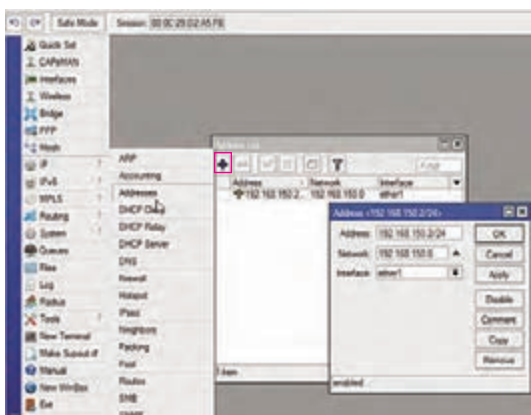 Safe Mode
Session: 00:0C:29:D2:A5:FB
Quick Set
CAPsMAN
Interfaces
Wireless
Bridge
PPP
Mesh
IP
IPv6
MPLS
Routing
System
Queues
Files
Log
Radius
Tools
New Terminal
Make Supout.rif
Manual
New WinBox
Exit
ARP
Accounting
Addresses
DHCP Client
DHCP Relay
DHCP Server
DNS
Firewall
Hotspot
IPsec
Neighbors
Packing
Pool
Routes
SMB
SNMP
Address List
Find
Address
Network
Interface
192.168.150.2...
192.168.150.0
ether1
1 item
Address <192.168.150.2/24>
Address: 192.168.150.2/24
Network: 192.168.150.0
Interface: ether1
OK
Cancel
Apply
Disable
Comment
Copy
Remove
enabled